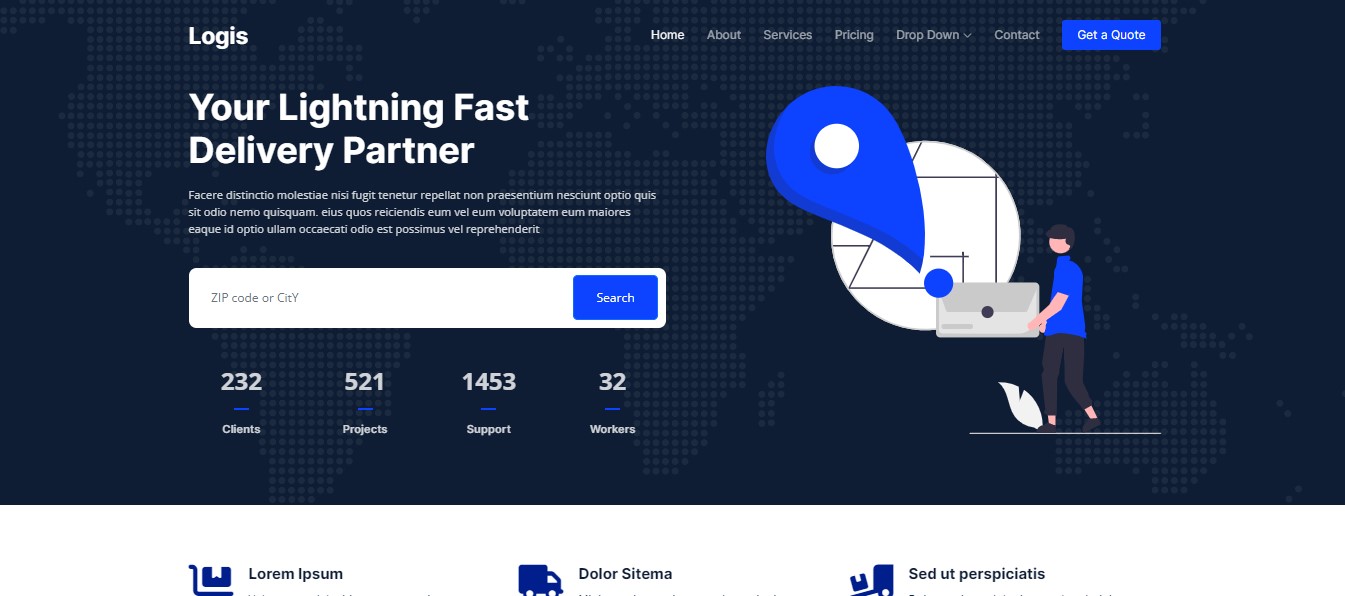 Logis
Home About Services Pricing Drop Down Contact Get a Quote
Your Lightning Fast
Delivery Partner
Facere distinctio molestiae nisi fugit tenetur repellat non praesentium nesciunt optio quis
sit odio nemo quisquam. eius quos reiciendis eum vel eum voluptatem eum maiores
eaque id optio ullam occaecati odio est possimus vel reprehenderit
ZIP code or CitY Search
232 521 1453 32
Clients Projects Support Workers
Lorem Ipsum Dolor Sitema Sed ut perspiciatis